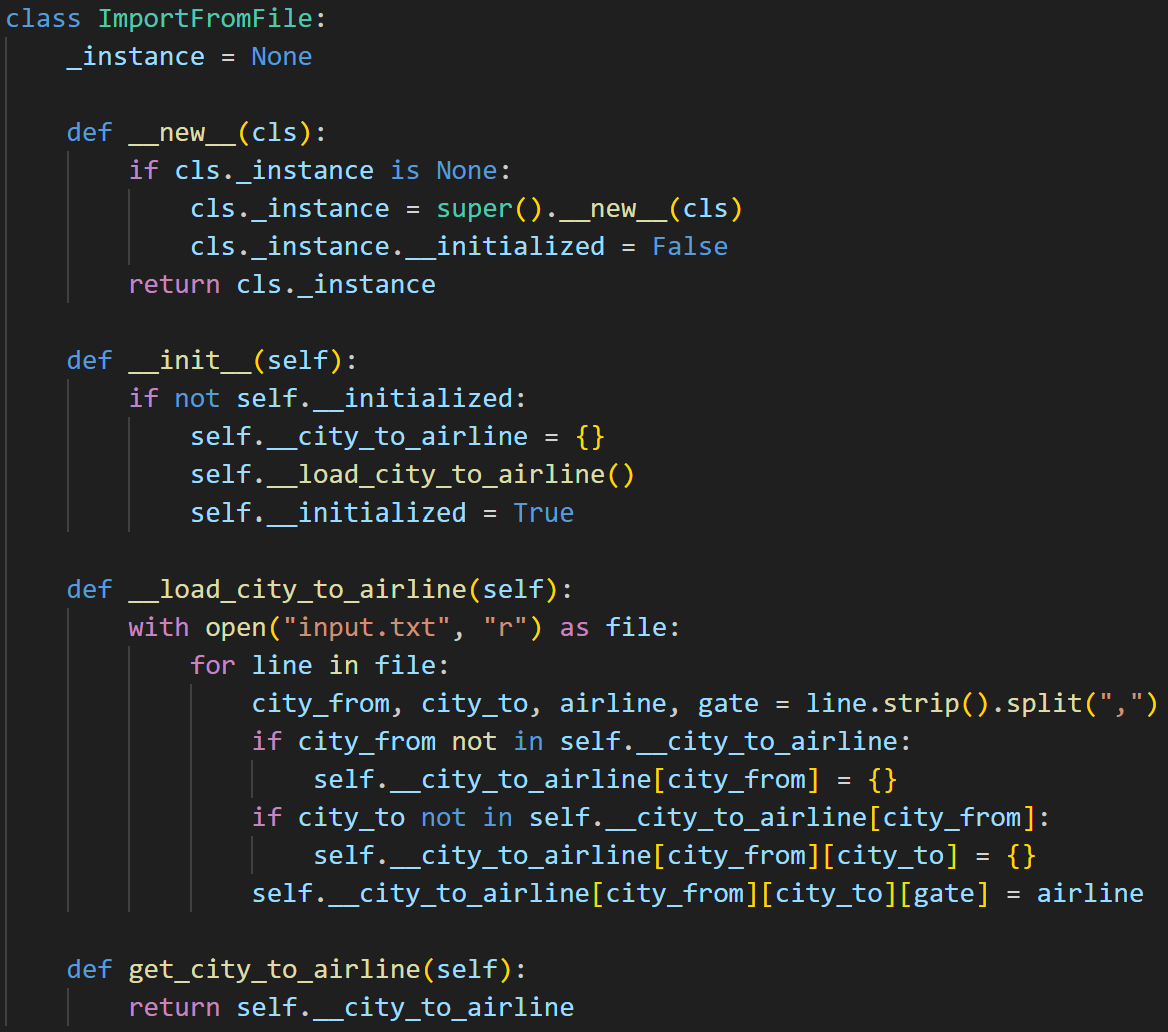 class ImportFromFile:
    _instance = None

    def __new__(cls):
        if cls._instance is None:
            cls._instance = super().__new__(cls)
            cls._instance.__initialized = False
        return cls._instance

    def __init__(self):
        if not self.__initialized:
            self.__city_to_airline = {}
            self.__load_city_to_airline()
            self.__initialized = True

    def __load_city_to_airline(self):
        with open("input.txt", "r") as file:
            for line in file:
                city_from, city_to, airline, gate = line.strip().split(",")
                if city_from not in self.__city_to_airline:
                    self.__city_to_airline[city_from] = {}
                if city_to not in self.__city_to_airline[city_from]:
                    self.__city_to_airline[city_from][city_to] = {}
                self.__city_to_airline[city_from][city_to][gate] = airline

    def get_city_to_airline(self):
        return self.__city_to_airline